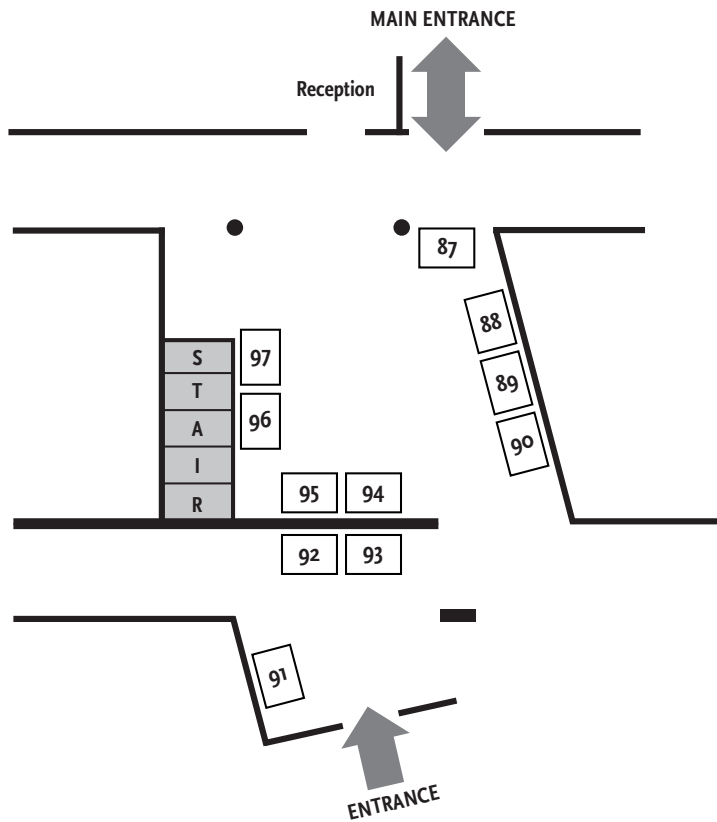 MAIN ENTRANCE
Reception
87
88
89
90
97
96
S
T
A
I
R
95 94
92 93
91
ENTRANCE